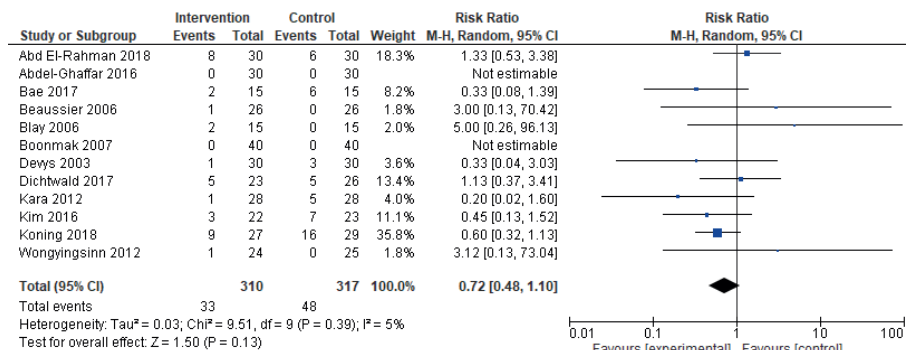 Intervention Control Risk Ratio Risk Ratio
Study or Subgroup Events Total Events Total Weight M-H, Random, 95% CI M-H, Random, 95% CI
Abd El-Rahman 2018 8 30 6 30 18.3% 1.33 [0.53, 3.38]
Abdel-Ghaffar 2016 0 30 0 30 Not estimable
Bae 2017 2 15 6 15 8.2% 0.33 [0.08, 1.39]
Beaussier 2006 1 26 0 26 1.8% 3.00 [0.13, 70.42]
Blay 2006 2 15 0 15 2.0% 5.00 [0.26, 96.13]
Boonmak 2007 0 40 0 40 Not estimable
Devys 2003 1 30 3 30 3.6% 0.33 [0.04, 3.03]
Dichtwald 2017 5 23 5 26 13.4% 1.13 [0.37, 3.41]
Kara 2012 1 28 5 28 4.0% 0.20 [0.02, 1.60]
Kim 2016 3 22 7 23 11.1% 0.45 [0.13, 1.52]
Koning 2018 9 27 16 29 35.8% 0.60 [0.32, 1.13]
Wongyingsinn 2012 1 24 0 25 1.8% 3.12 [0.13, 73.04]
Total (95% CI) 310 317 100.0% 0.72 [0.48, 1.10]
Total events 33 48
Heterogeneity: Tau² = 0.03; Chi² = 9.51, df = 9 (P = 0.39); I² = 5%
Test for overall effect: Z = 1.50 (P = 0.13)
0.01 0.1 1 10 100
Favours [experimental] Favours [control]